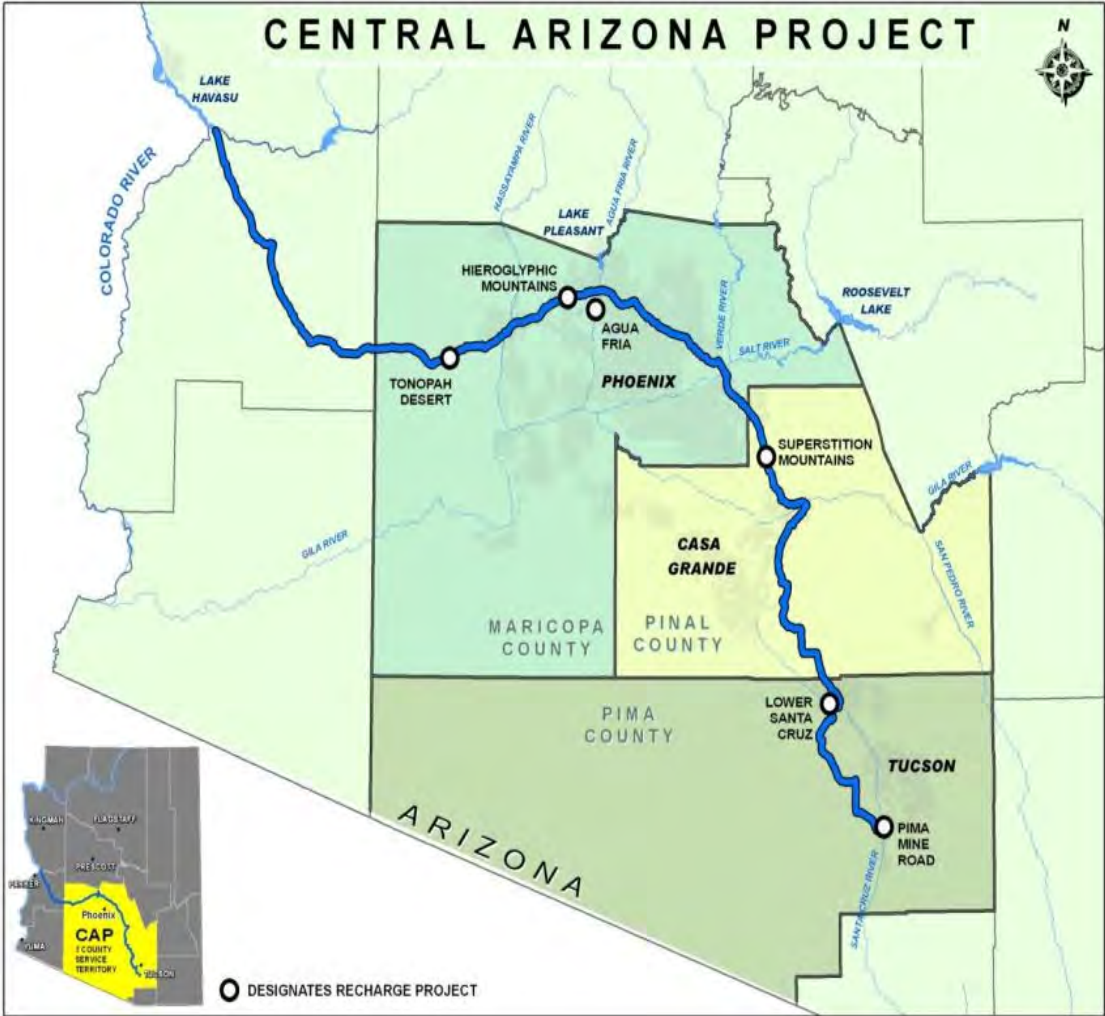 CENTRAL ARIZONA PROJECT
N
LAKE
HAVASU
COLORADO RIVER
HASSAYAMPA RIVER
AGUA FRIA RIVER
LAKE
PLEASANT
HIEROGLYPHIC
MOUNTAINS
AGUA
FRIA
VERDE RIVER
ROOSEVELT
LAKE
SALT RIVER
TONOPAH
DESERT
PHOENIX
SUPERSTITION
MOUNTAINS
GILA RIVER
GILA RIVER
CASA
GRANDE
SAN PEDRO RIVER
MARICOPA
COUNTY
PINAL
COUNTY
PIMA
COUNTY
LOWER
SANTA
CRUZ
TUCSON
PIMA
MINE
ROAD
SANTA CRUZ RIVER
ARIZONA
KINGMAN
FLAGSTAFF
PRESCOTT
PARKER
Phoenix
CAP
COUNTY
SERVICE
TERRITORY
YUMA
TUCSON
DESIGNATES RECHARGE PROJECT